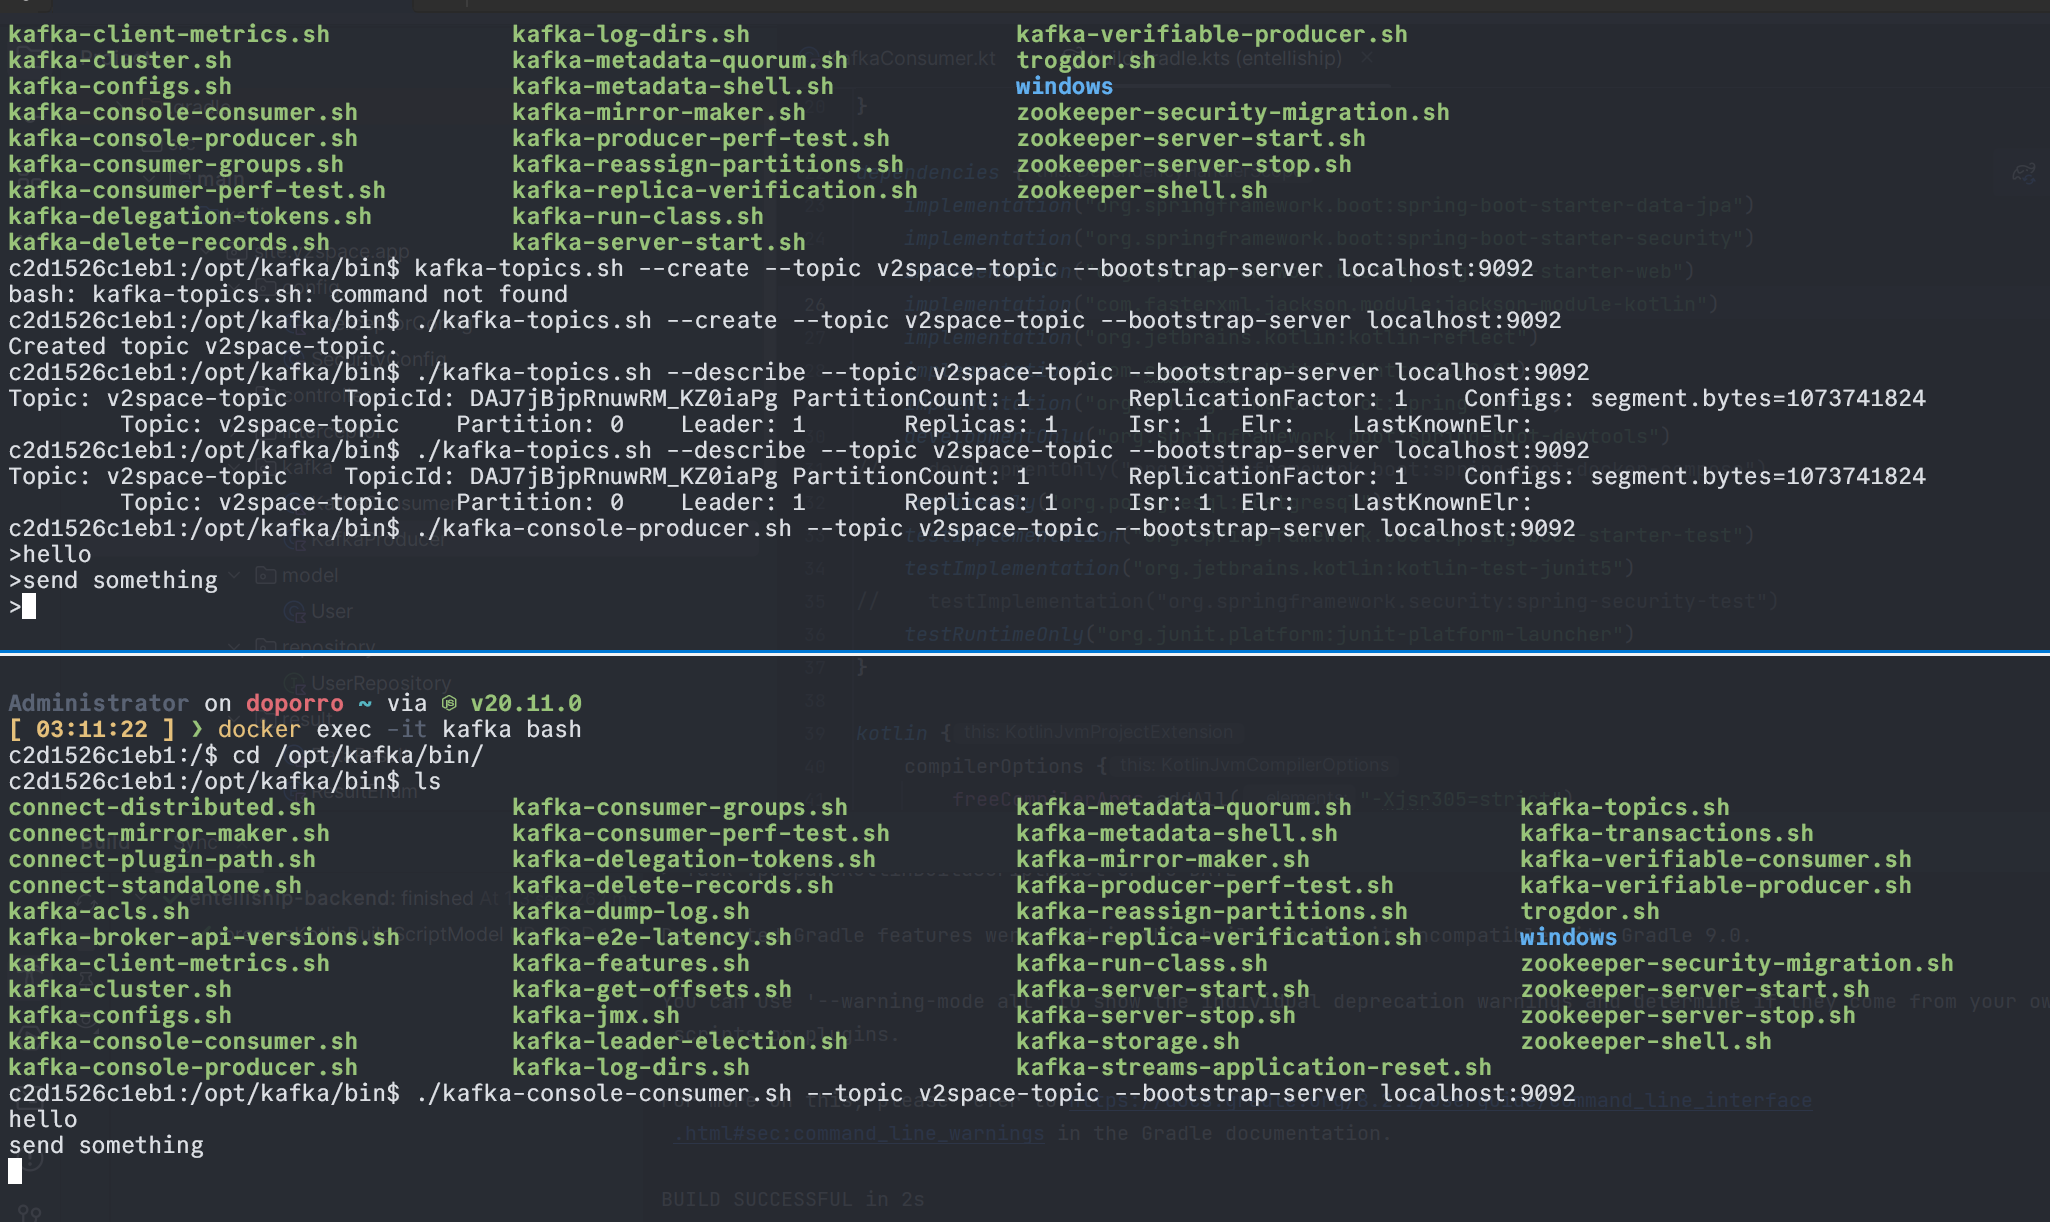 kafka-client-metrics.sh kafka-log-dirs.sh kafka-verifiable-producer.sh
kafka-cluster.sh kafka-metadata-quorum.sh trogdor.sh
kafka-configs.sh kafka-metadata-shell.sh windows
kafka-console-consumer.sh kafka-mirror-maker.sh zookeeper-security-migration.sh
kafka-console-producer.sh kafka-producer-perf-test.sh zookeeper-server-start.sh
kafka-consumer-groups.sh kafka-reassign-partitions.sh zookeeper-server-stop.sh
kafka-consumer-perf-test.sh kafka-replica-verification.sh zookeeper-shell.sh
kafka-delegation-tokens.sh kafka-run-class.sh
kafka-delete-records.sh kafka-server-start.sh
c2d1526c1eb1:/opt/kafka/bin$ kafka-topics.sh --create --topic v2space-topic --bootstrap-server localhost:9092
bash: kafka-topics.sh: command not found
c2d1526c1eb1:/opt/kafka/bin$ ./kafka-topics.sh --create --topic v2space-topic --bootstrap-server localhost:9092
Created topic v2space-topic.
c2d1526c1eb1:/opt/kafka/bin$ ./kafka-topics.sh --describe --topic v2space-topic --bootstrap-server localhost:9092
Topic: v2space-topic TopicId: DAJ7jBjpRnuwRM_KZ0iaPg PartitionCount: 1 ReplicationFactor: 1 Configs: segment.bytes=1073741824
Topic: v2space-topic Partition: 0 Leader: 1 Replicas: 1 Isr: 1 Elr: LastKnownElr:
c2d1526c1eb1:/opt/kafka/bin$ ./kafka-topics.sh --describe --topic v2space-topic --bootstrap-server localhost:9092
Topic: v2space-topic TopicId: DAJ7jBjpRnuwRM_KZ0iaPg PartitionCount: 1 ReplicationFactor: 1 Configs: segment.bytes=1073741824
Topic: v2space-topic Partition: 0 Leader: 1 Replicas: 1 Isr: 1 Elr: LastKnownElr:
c2d1526c1eb1:/opt/kafka/bin$ ./kafka-console-producer.sh --topic v2space-topic --bootstrap-server localhost:9092
>hello
>send something
>
Administrator on doporro ~ via v20.11.0
[ 03:11:22 ] ❯ docker exec -it kafka bash
c2d1526c1eb1:/$ cd /opt/kafka/bin/
c2d1526c1eb1:/opt/kafka/bin$ ls
connect-distributed.sh kafka-consumer-groups.sh kafka-metadata-quorum.sh kafka-topics.sh
connect-mirror-maker.sh kafka-consumer-perf-test.sh kafka-metadata-shell.sh kafka-transactions.sh
connect-plugin-path.sh kafka-delegation-tokens.sh kafka-mirror-maker.sh kafka-verifiable-consumer.sh
connect-standalone.sh kafka-delete-records.sh kafka-producer-perf-test.sh kafka-verifiable-producer.sh
kafka-acls.sh kafka-dump-log.sh kafka-reassign-partitions.sh trogdor.sh
kafka-broker-api-versions.sh kafka-e2e-latency.sh kafka-replica-verification.sh windows
kafka-client-metrics.sh kafka-features.sh kafka-run-class.sh zookeeper-security-migration.sh
kafka-cluster.sh kafka-get-offsets.sh kafka-server-start.sh zookeeper-server-start.sh
kafka-configs.sh kafka-jmx.sh kafka-server-stop.sh zookeeper-server-stop.sh
kafka-console-consumer.sh kafka-leader-election.sh kafka-storage.sh zookeeper-shell.sh
kafka-console-producer.sh kafka-log-dirs.sh kafka-streams-application-reset.sh
c2d1526c1eb1:/opt/kafka/bin$ ./kafka-console-consumer.sh --topic v2space-topic --bootstrap-server localhost:9092
hello
send something